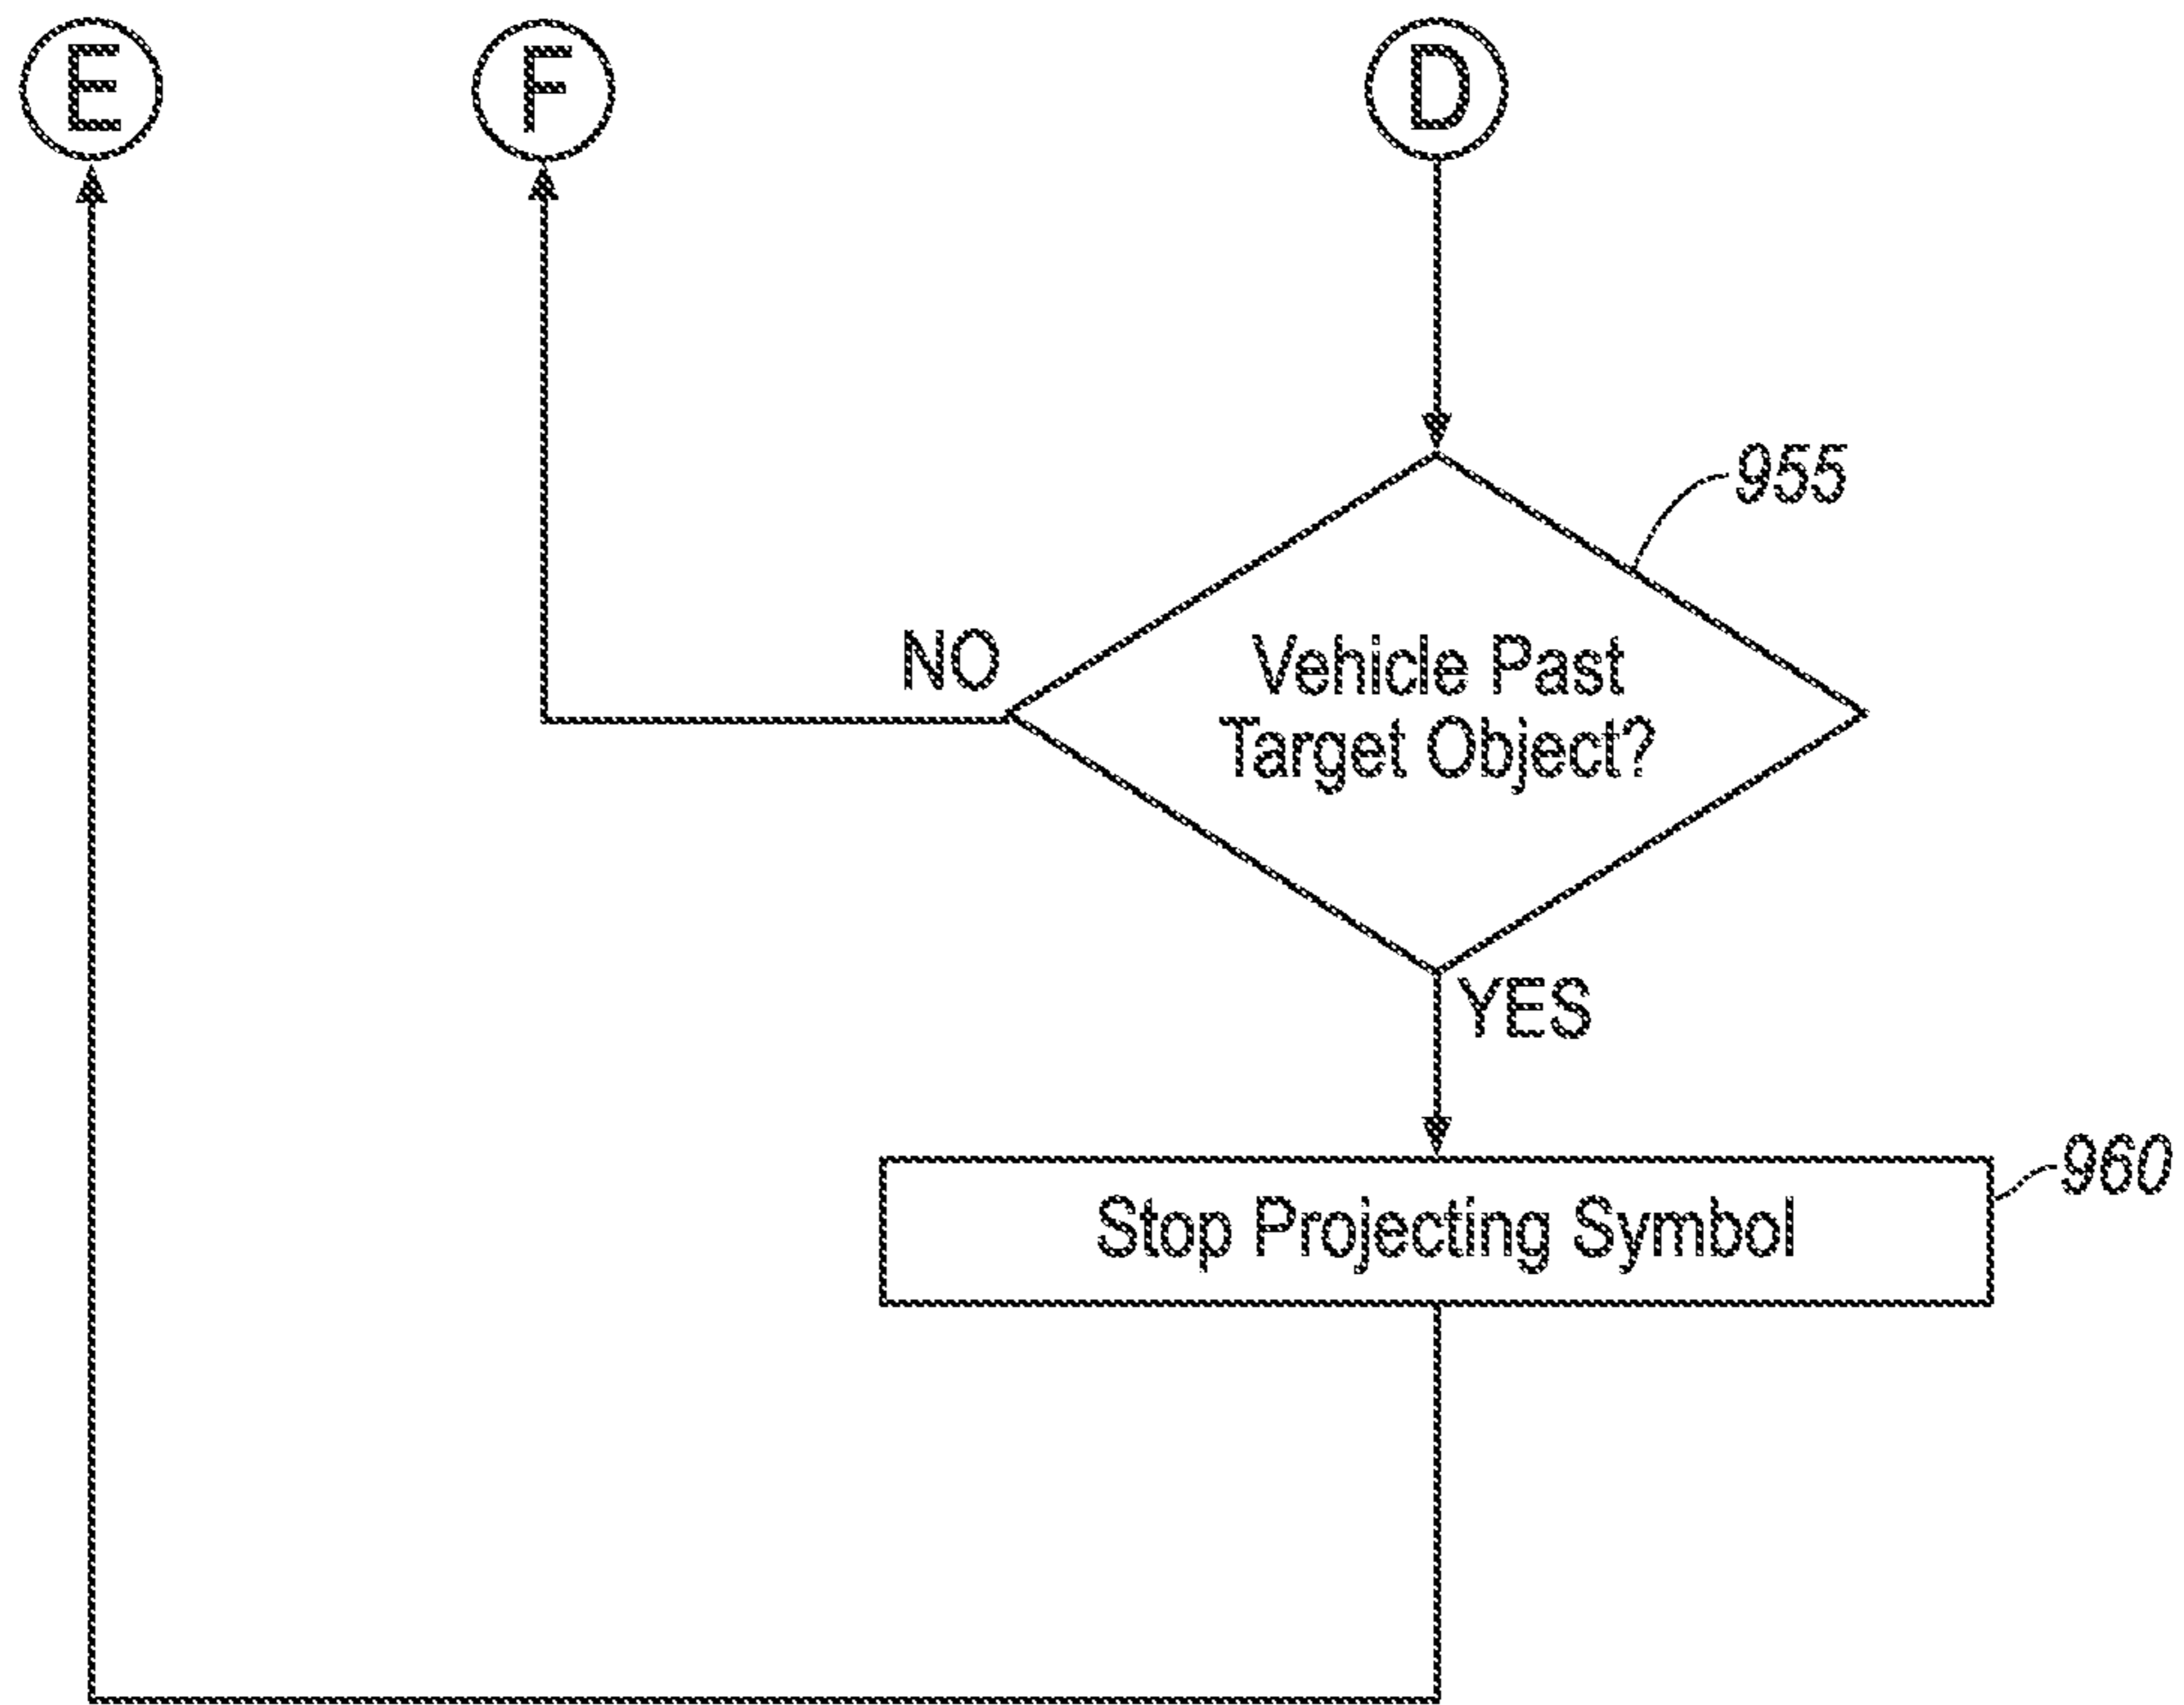 E
F
D
955
NO
Vehicle Past
Target Object?
YES
960
Stop Projecting Symbol